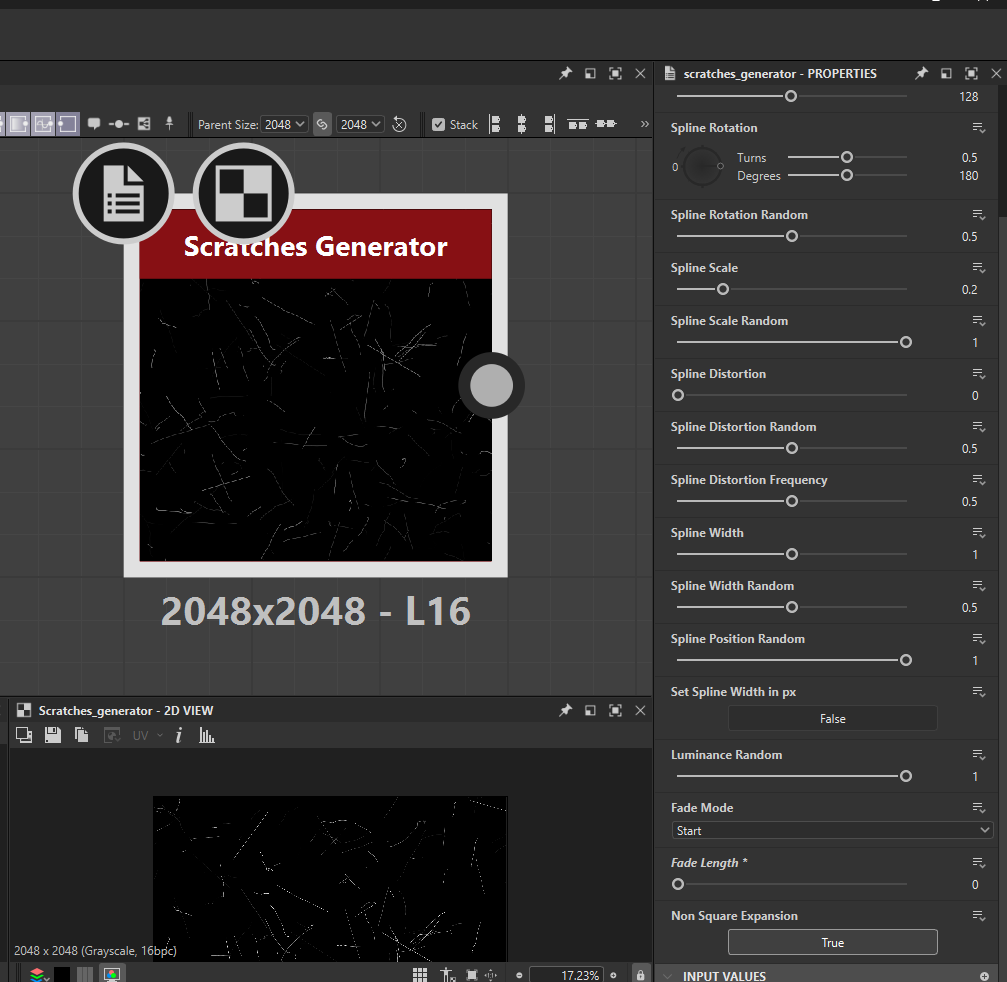 scratches_generator - PROPERTIES
Parent Size: 2048 2048 Stack »
128
Spline Rotation
0 Turns 0.5
Degrees 180
Spline Rotation Random
0.5
Spline Scale
0.2
Spline Scale Random
1
Spline Distortion
0
Spline Distortion Random
0.5
Spline Distortion Frequency
0.5
Spline Width
1
Spline Width Random
0.5
Spline Position Random
1
Set Spline Width in px
False
Luminance Random
1
Fade Mode
Start
Fade Length *
0
Non Square Expansion
True
INPUT VALUES
Scratches Generator
2048x2048 - L16
Scratches_generator - 2D VIEW
UV
2048 x 2048 (Grayscale, 16bpc)
17.23%